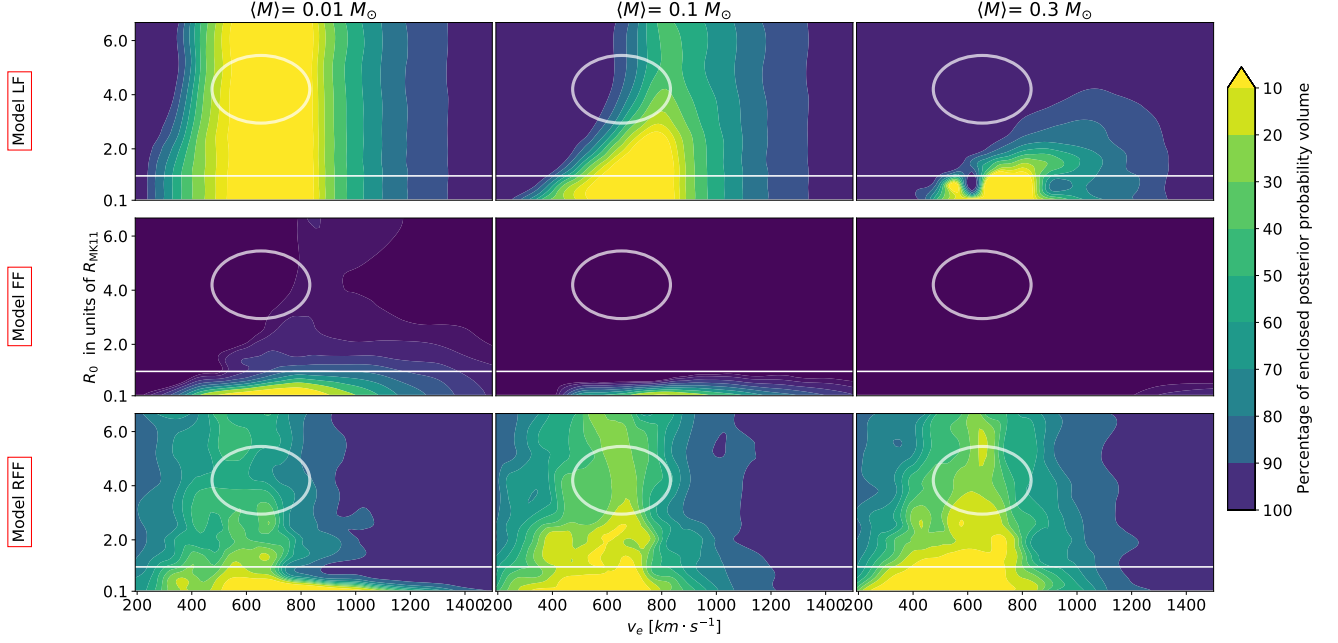 ⟨M⟩= 0.01 M⊙ ⟨M⟩= 0.1 M⊙ ⟨M⟩= 0.3 M⊙
Model LF
6.0
4.0
2.0
0.1
Model FF
R₀ in units of R_MK11
6.0
4.0
2.0
0.1
Model RFF
6.0
4.0
2.0
0.1
200 400 600 800 1000 1200 1400 200 400 600 800 1000 1200 1400 200 400 600 800 1000 1200 1400
vₑ [km · s⁻¹]
10
20
30
40
50
60
70
80
90
100
Percentage of enclosed posterior probability volume